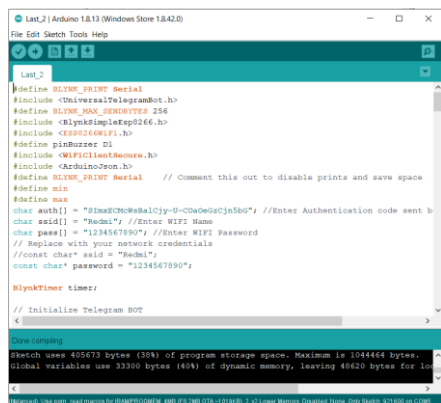 Last_2 | Arduino 1.8.13 (Windows Store 1.8.42.0)
File Edit Sketch Tools Help
Last_2
#define BLYNK_PRINT Serial
#include <UniversalTelegramBot.h>
#define BLYNK_MAX_SENDBYTES 256
#include <BlynkSimpleEsp8266.h>
#include <ESP8266WiFi.h>
#define pinBuzzer D1
#include <WiFiClientSecure.h>
#include <ArduinoJson.h>
#define BLYNK_PRINT Serial // Comment this out to disable prints and save space
#define min
#define max
char auth[] = "SImxECMcWsBalCjy-U-COaOeGzCjn5bG"; //Enter Authentication code sent b
char ssid[] = "Redmi"; //Enter WIFI Name
char pass[] = "1234567890"; //Enter WIFI Password
// Replace with your network credentials
//const char* ssid = "Redmi";
const char* password = "1234567890";
BlynkTimer timer;
// Initialize Telegram BOT
Done compiling.
Sketch uses 405673 bytes (38%) of program storage space. Maximum is 1044464 bytes.
Global variables use 33300 bytes (40%) of dynamic memory, leaving 48620 bytes for loc